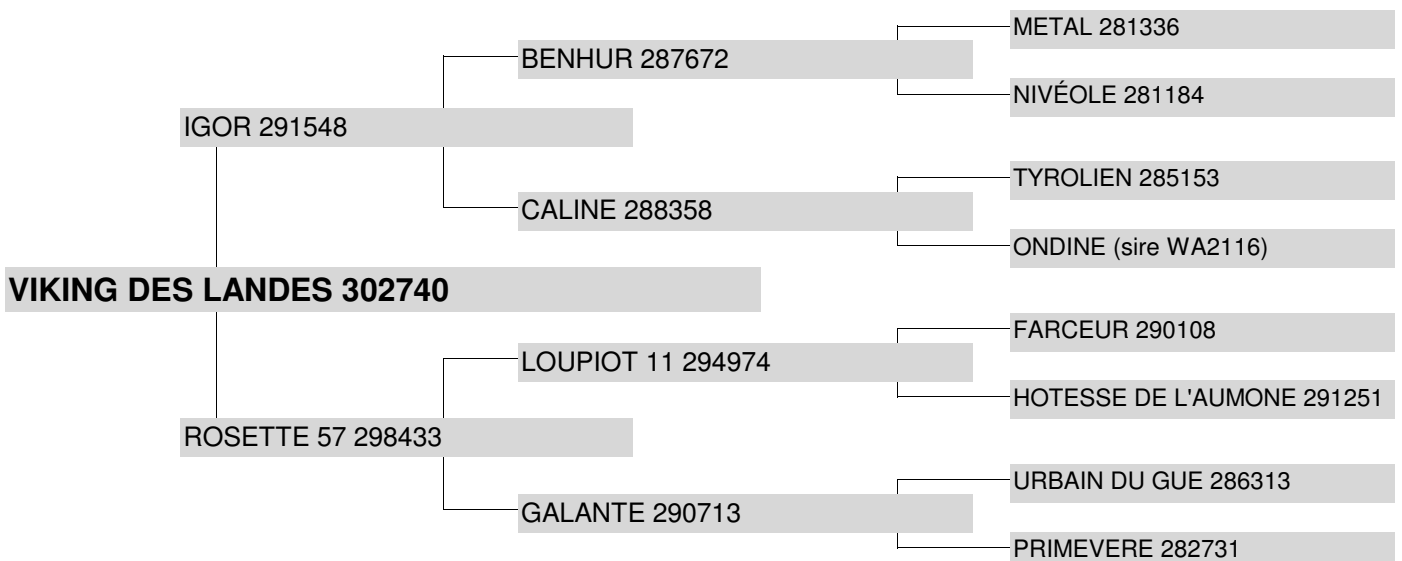 METAL 281336
BENHUR 287672
NIVÉOLE 281184
IGOR 291548
TYROLIEN 285153
CALINE 288358
ONDINE (sire WA2116)
VIKING DES LANDES 302740
FARCEUR 290108
LOUPIOT 11 294974
HOTESSE DE L'AUMONE 291251
ROSETTE 57 298433
URBAIN DU GUE 286313
GALANTE 290713
PRIMEVERE 282731